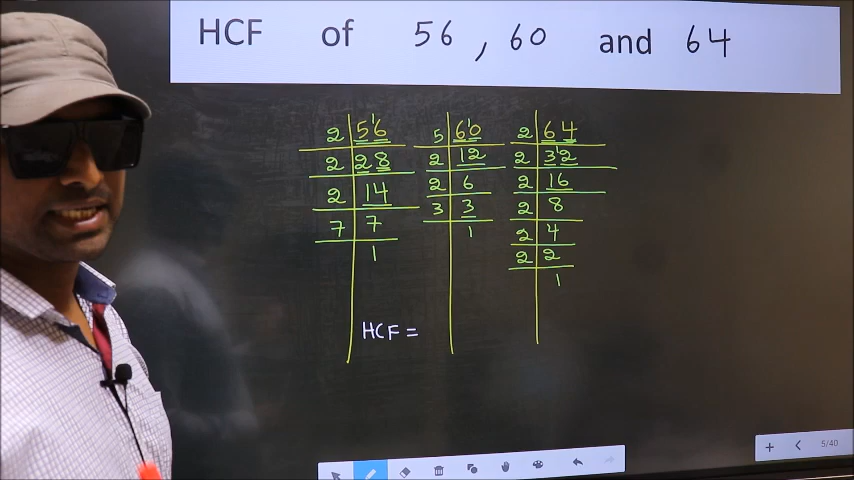 HCF of 56 , 60 and 64
2 56 5 60 2 64
2 28 2 12 2 32
2 14 2 6 2 16
7 7 3 3 2 8
1 1 2 4
2 2
1
HCF =
5/40